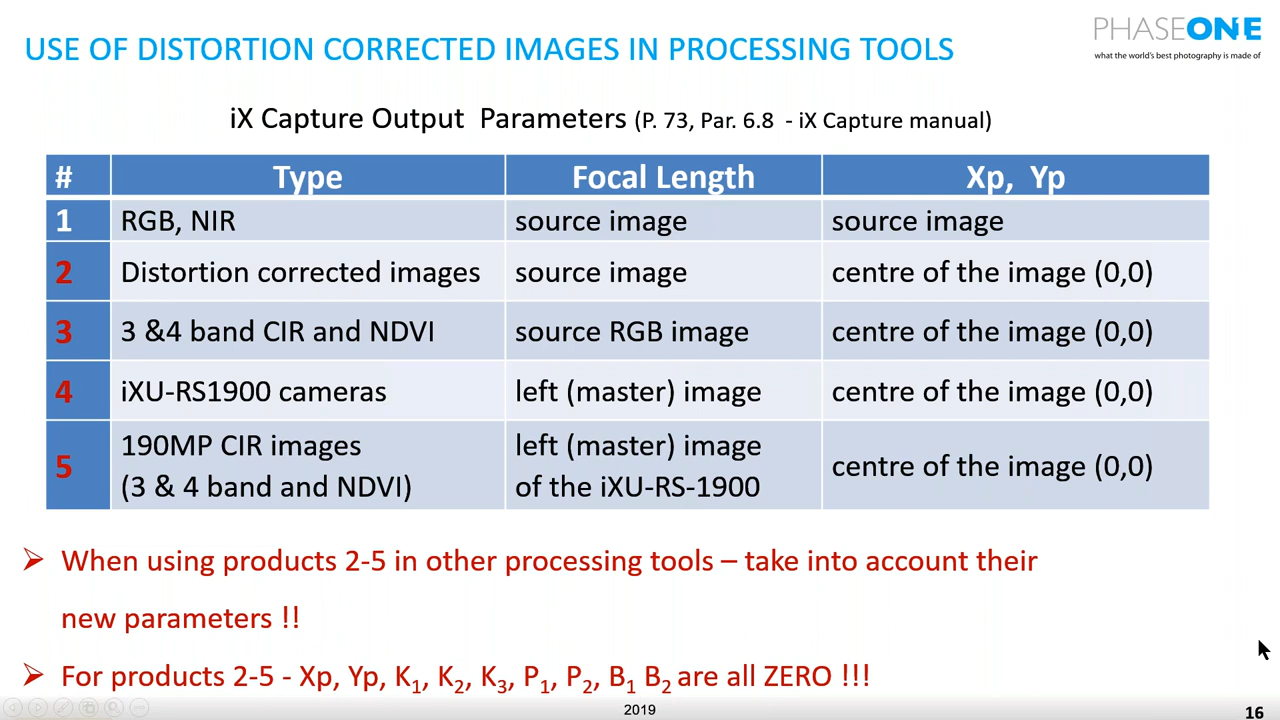 PHASEONE
what the world's best photography is made of
USE OF DISTORTION CORRECTED IMAGES IN PROCESSING TOOLS
iX Capture Output Parameters (P. 73, Par. 6.8 - iX Capture manual)
# Type Focal Length Xp, Yp
1 RGB, NIR source image source image
2 Distortion corrected images source image centre of the image (0,0)
3 3 &4 band CIR and NDVI source RGB image centre of the image (0,0)
4 iXU-RS1900 cameras left (master) image centre of the image (0,0)
5 190MP CIR images (3 & 4 band and NDVI) left (master) image of the iXU-RS-1900 centre of the image (0,0)
➢ When using products 2-5 in other processing tools – take into account their
new parameters !!
➢ For products 2-5 - Xp, Yp, K₁, K₂, K₃, P₁, P₂, B₁ B₂ are all ZERO !!!
2019
16